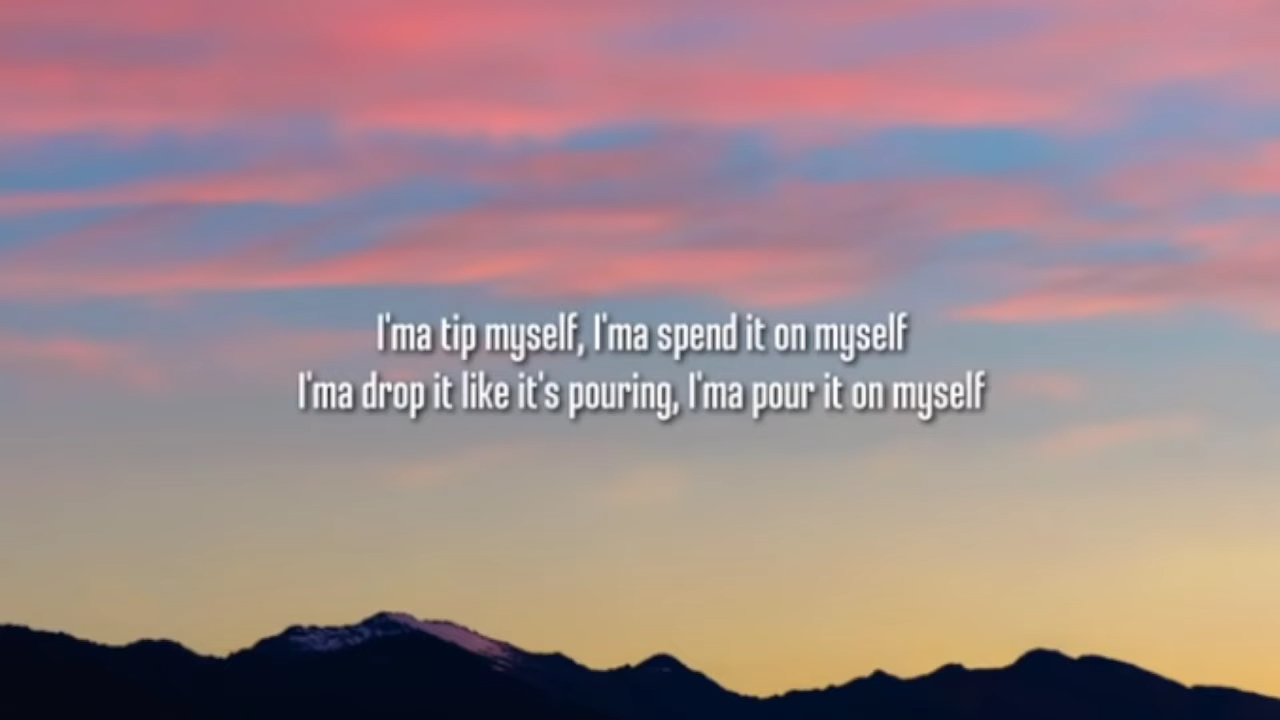 I'ma tip myself, I'ma spend it on myself
I'ma drop it like it's pouring, I'ma pour it on myself